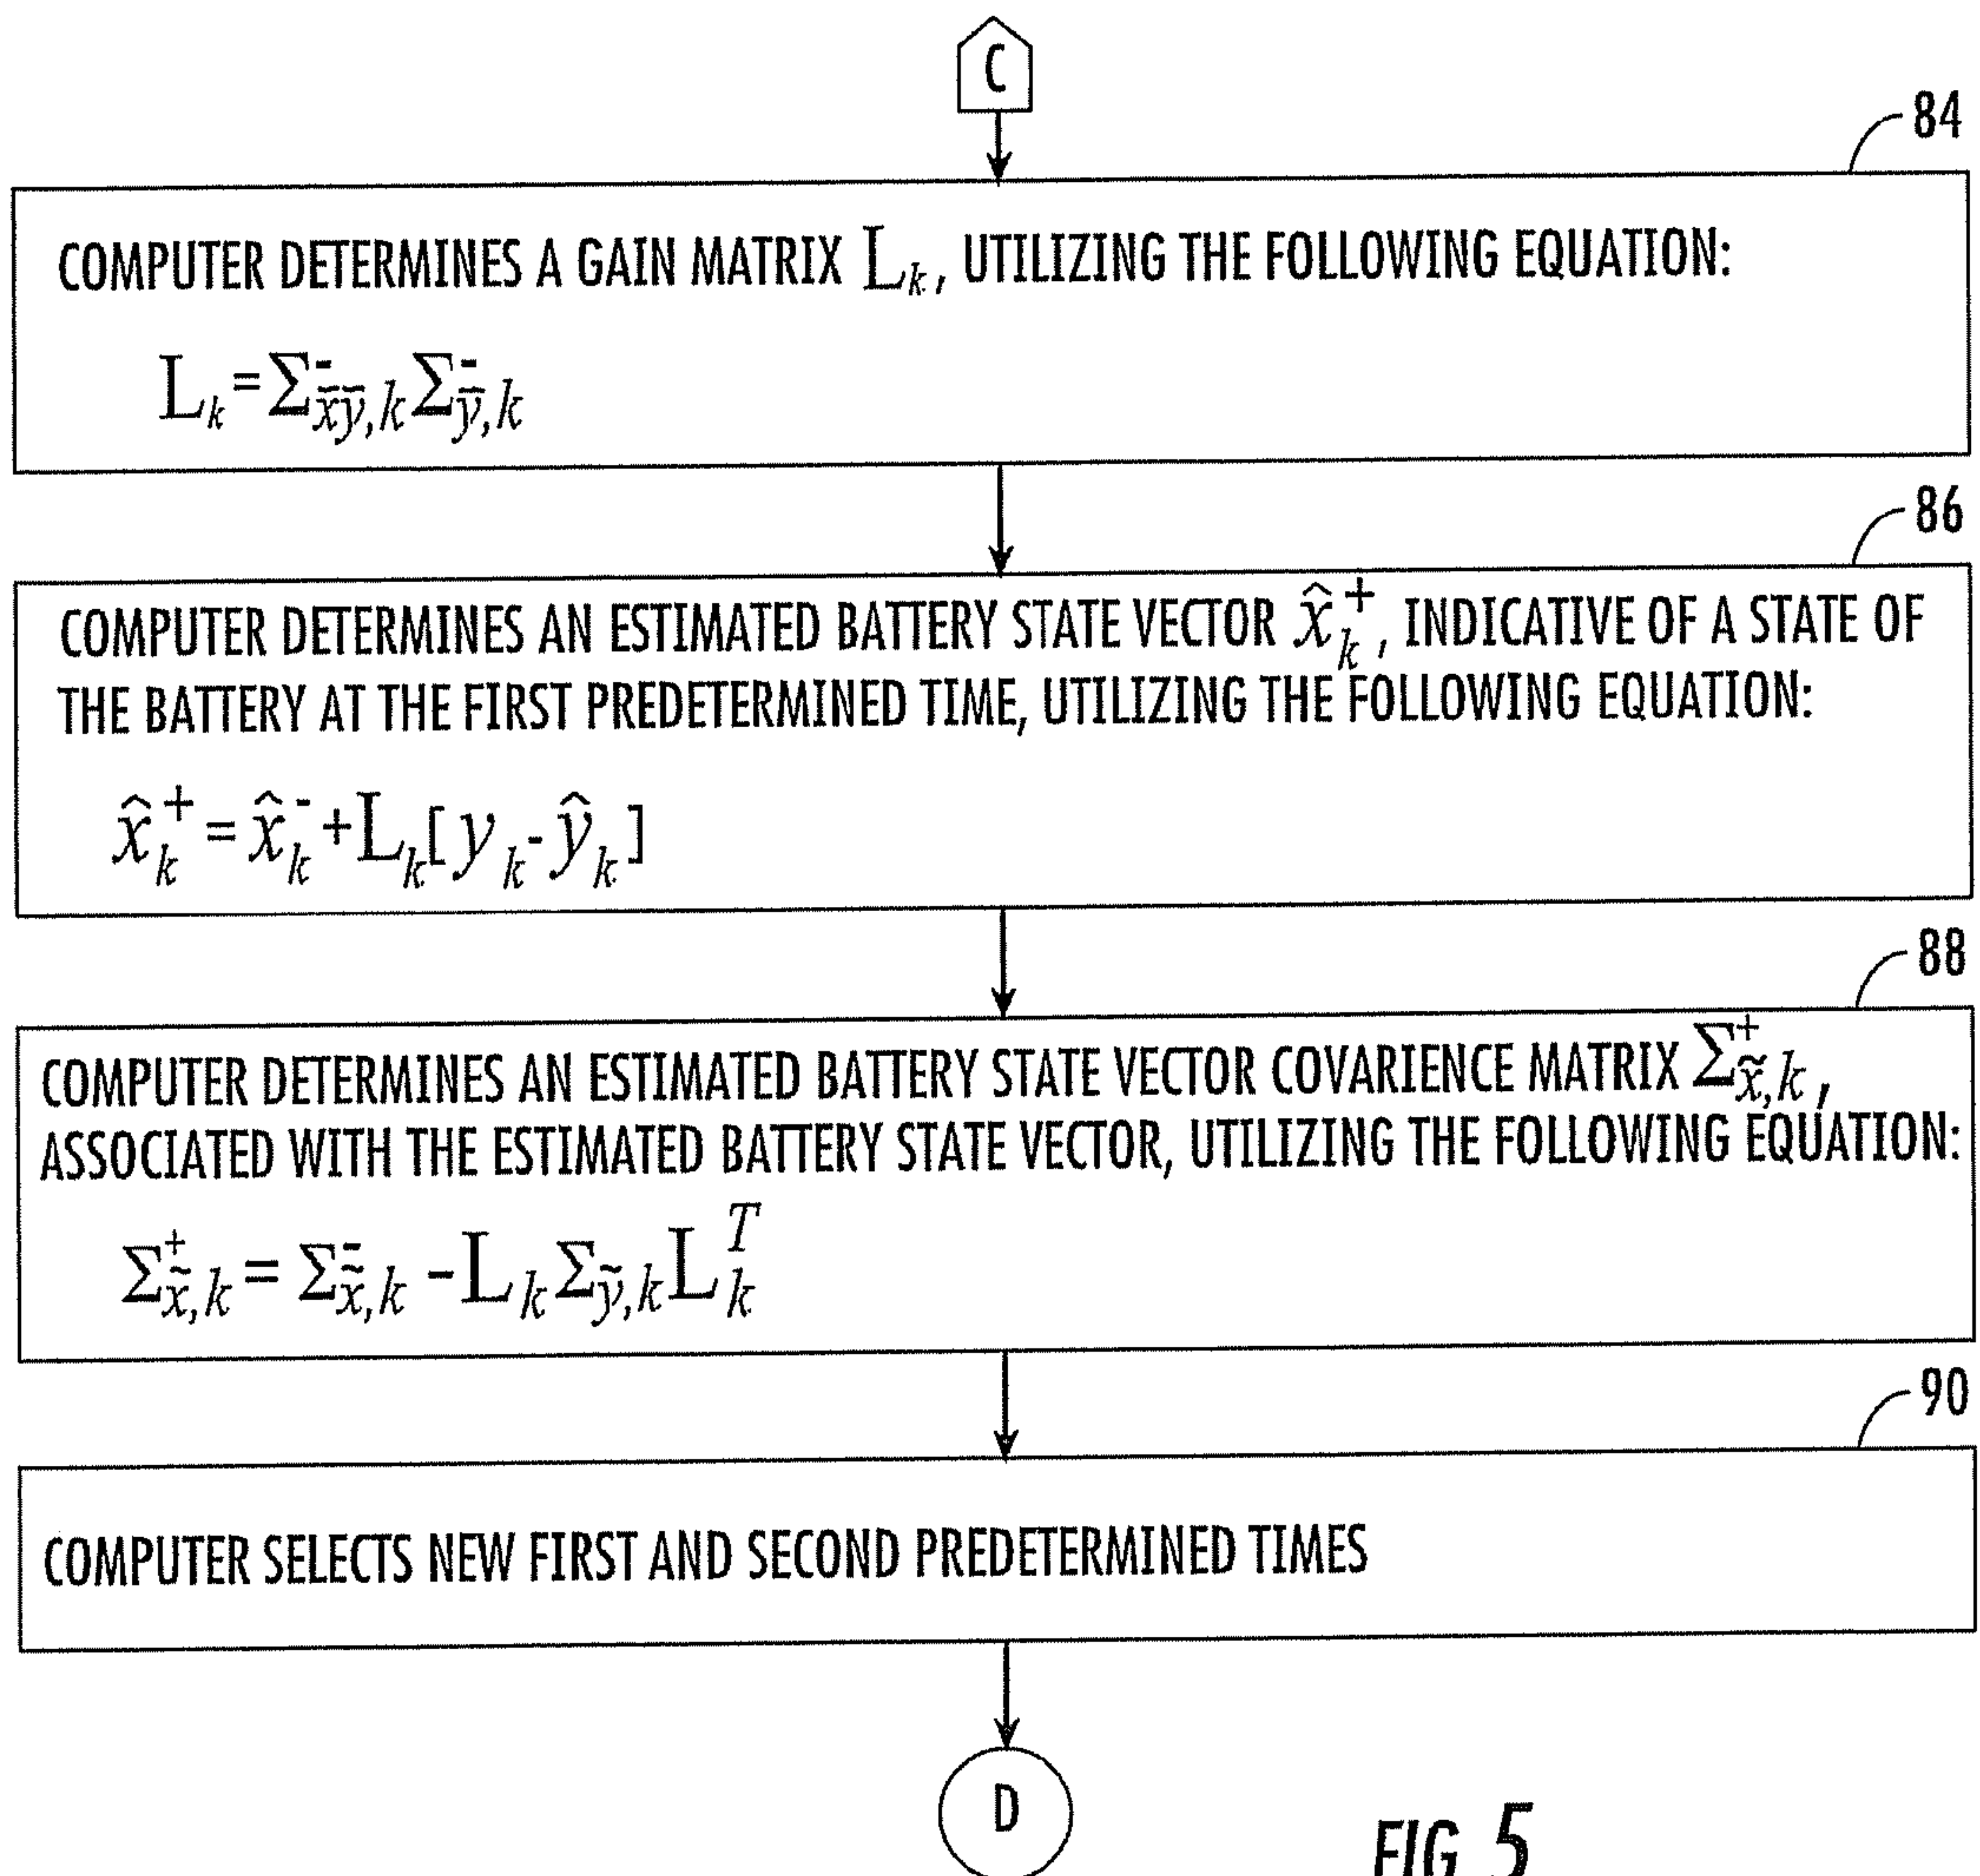 C
84
COMPUTER DETERMINES A GAIN MATRIX Lₖ, UTILIZING THE FOLLOWING EQUATION:
Lₖ = Σ⁻x̃ỹ,k Σ⁻ỹ,k
86
COMPUTER DETERMINES AN ESTIMATED BATTERY STATE VECTOR x̂ₖ⁺, INDICATIVE OF A STATE OF
THE BATTERY AT THE FIRST PREDETERMINED TIME, UTILIZING THE FOLLOWING EQUATION:
x̂ₖ⁺ = x̂ₖ⁻ + Lₖ[yₖ - ŷₖ]
88
COMPUTER DETERMINES AN ESTIMATED BATTERY STATE VECTOR COVARIENCE MATRIX Σ⁺x̃,k,
ASSOCIATED WITH THE ESTIMATED BATTERY STATE VECTOR, UTILIZING THE FOLLOWING EQUATION:
Σ⁺x̃,k = Σ⁻x̃,k - Lₖ Σỹ,k Lₖᵀ
90
COMPUTER SELECTS NEW FIRST AND SECOND PREDETERMINED TIMES
D
FIG. 5